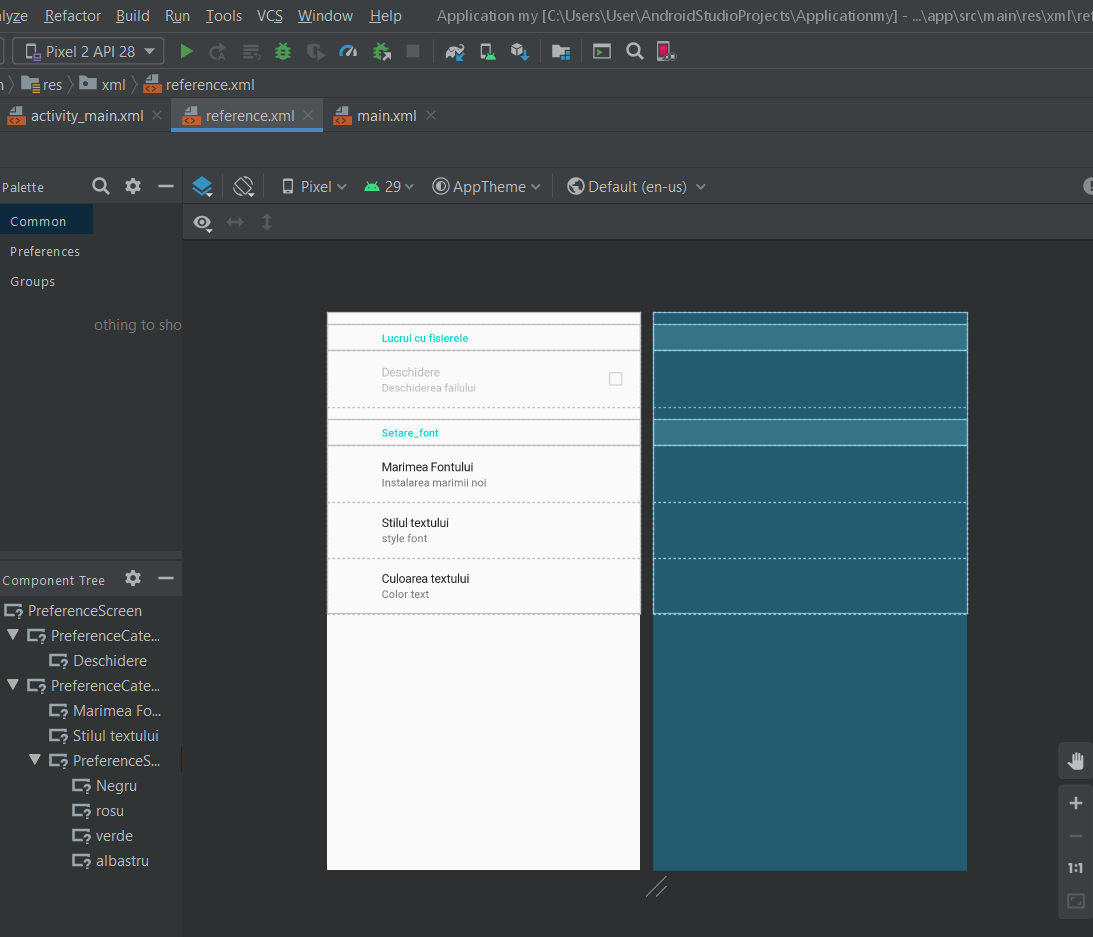 lyze Refactor Build Run Tools VCS Window Help Application my [C:\Users\User\AndroidStudioProjects\Applicationmy] - ...\app\src\main\res\xml\ref
Pixel 2 API 28
res xml reference.xml
activity_main.xml reference.xml main.xml
Palette Pixel 29 AppTheme Default (en-us)
Common
Preferences
Groups
othing to sho
Lucrul cu fisierele
Deschidere
Deschiderea failului
Setare_font
Marimea Fontului
Instalarea marimii noi
Stilul textului
style font
Culoarea textului
Color text
Component Tree
PreferenceScreen
PreferenceCate...
Deschidere
PreferenceCate...
Marimea Fo...
Stilul textului
PreferenceS...
Negru
rosu
verde
albastru
1:1